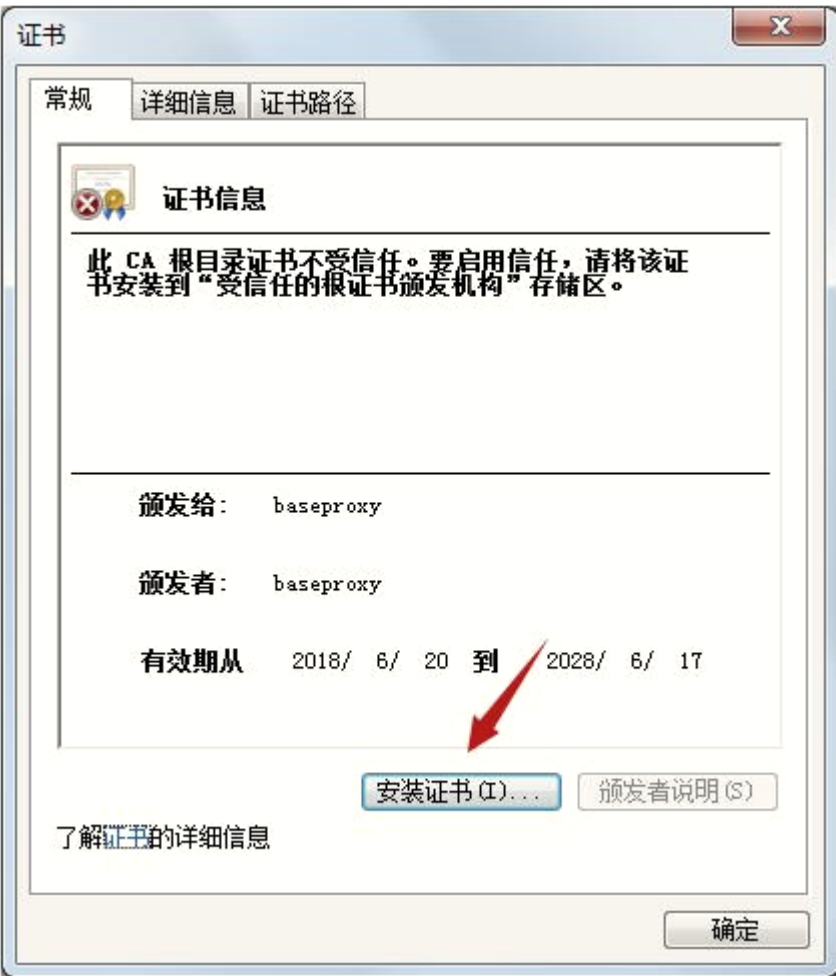 证书
常规 详细信息 证书路径
证书信息
此 CA 根目录证书不受信任。要启用信任，请将该证
书安装到“受信任的根证书颁发机构”存储区。
颁发给: baseproxy
颁发者: baseproxy
有效期从 2018/ 6/ 20 到 2028/ 6/ 17
安装证书(I)... 颁发者说明(S)
了解证书的详细信息
确定